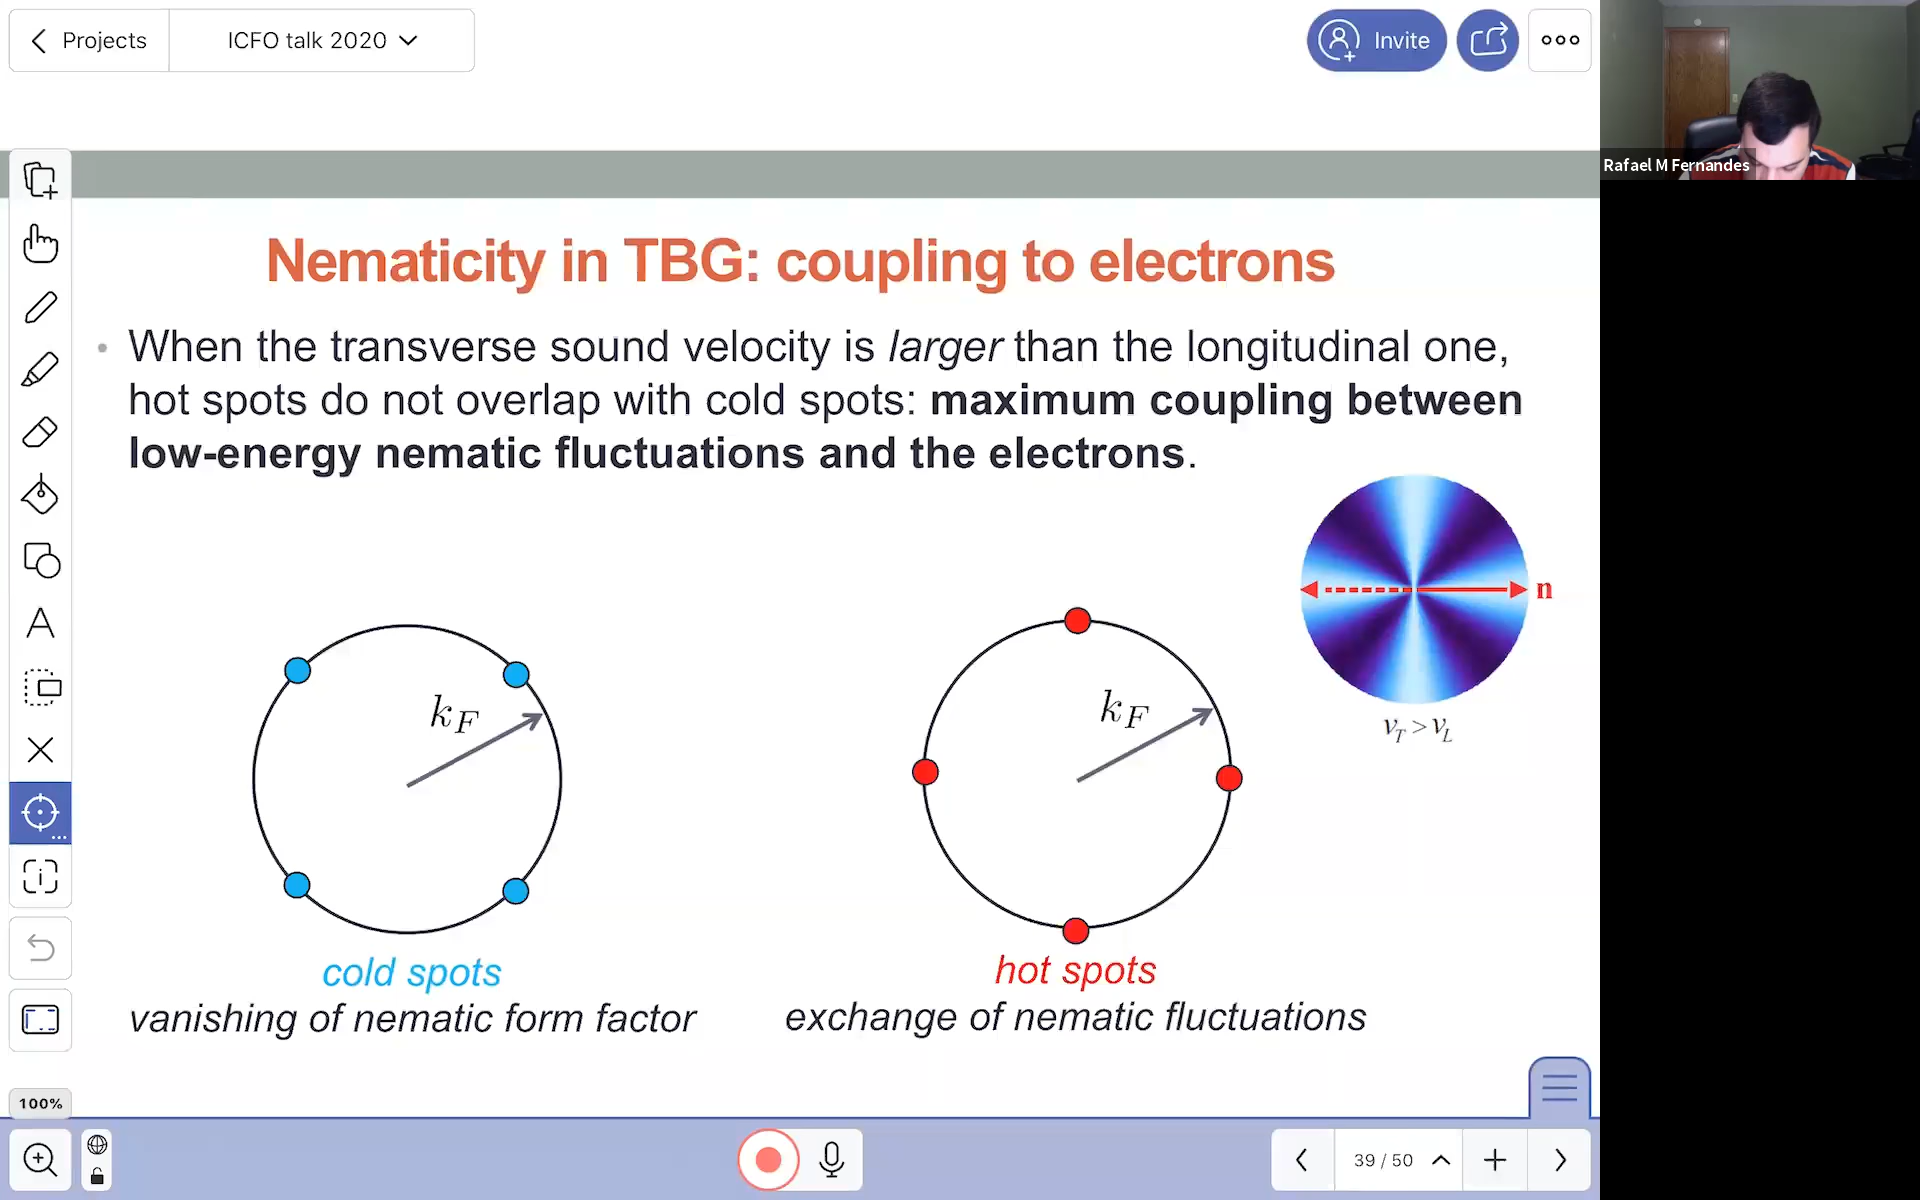 Projects
ICFO talk 2020
Invite
Rafael M Fernandes
Nematicity in TBG: coupling to electrons
• When the transverse sound velocity is larger than the longitudinal one,
hot spots do not overlap with cold spots: maximum coupling between
low-energy nematic fluctuations and the electrons.
n
k_F
k_F
v_T > v_L
cold spots
vanishing of nematic form factor
hot spots
exchange of nematic fluctuations
100%
39 / 50